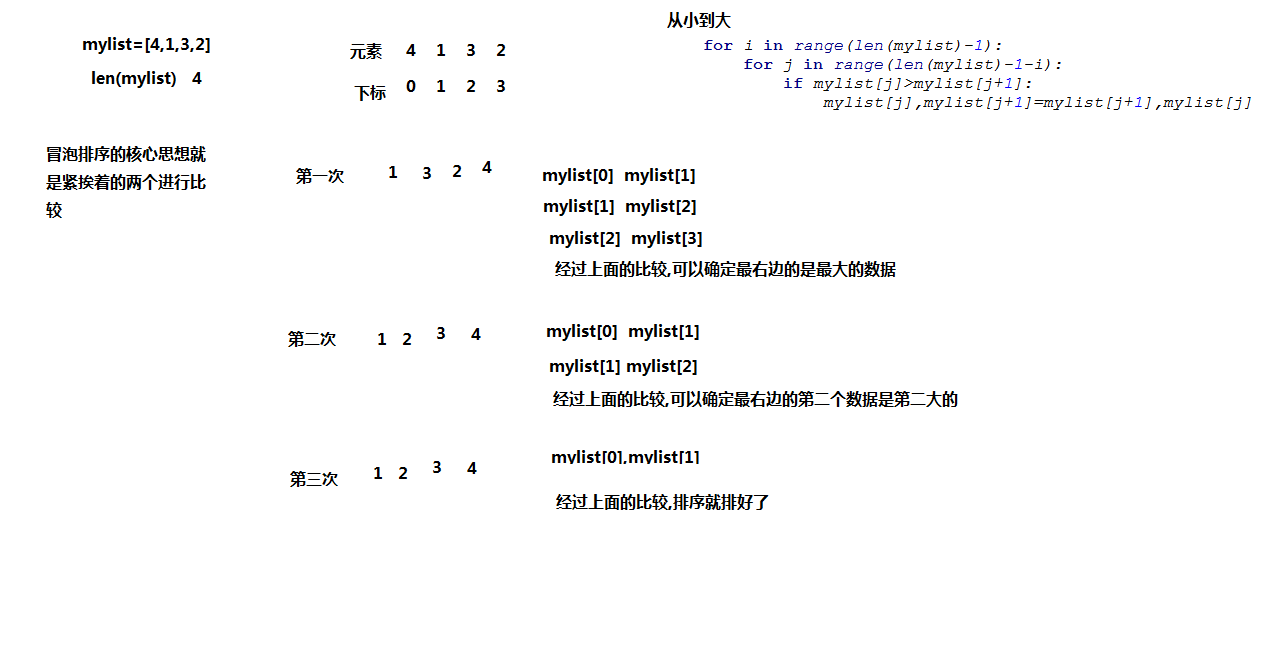 从小到大
mylist=[4,1,3,2]
len(mylist) 4
元素 4 1 3 2
下标 0 1 2 3
for i in range(len(mylist)-1):
for j in range(len(mylist)-1-i):
if mylist[j]>mylist[j+1]:
mylist[j],mylist[j+1]=mylist[j+1],mylist[j]
冒泡排序的核心思想就
是紧挨着的两个进行比
较
第一次 1 3 2 4
mylist[0] mylist[1]
mylist[1] mylist[2]
mylist[2] mylist[3]
经过上面的比较,可以确定最右边的是最大的数据
第二次 1 2 3 4
mylist[0] mylist[1]
mylist[1] mylist[2]
经过上面的比较,可以确定最右边的第二个数据是第二大的
第三次 1 2 3 4
mylist[0],mylist[1]
经过上面的比较,排序就排好了